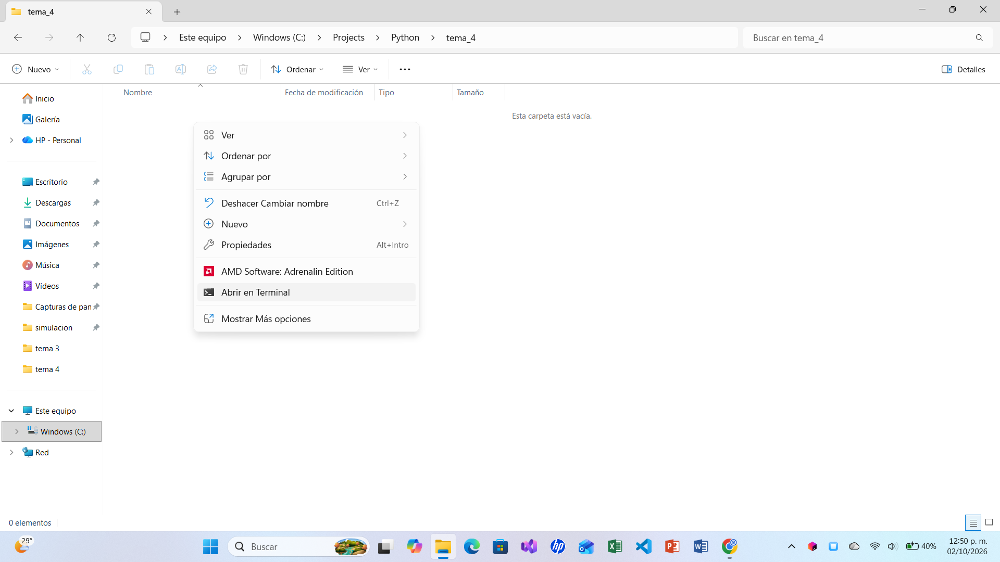 tema_4
Este equipo
Windows (C:)
Projects
Python
tema_4
Buscar en tema_4
Nuevo
Ordenar
Ver
Detalles
Nombre
Fecha de modificación
Tipo
Tamaño
Esta carpeta está vacía.
Inicio
Galería
HP - Personal
Escritorio
Descargas
Documentos
Imágenes
Música
Videos
Capturas de pan
simulacion
tema 3
tema 4
Este equipo
Windows (C:)
Red
Ver
Ordenar por
Agrupar por
Deshacer Cambiar nombre Ctrl+Z
Nuevo
Propiedades Alt+Intro
AMD Software: Adrenalin Edition
Abrir en Terminal
Mostrar Más opciones
0 elementos
29°
Buscar
hp
40%
12:50 p. m.
02/10/2026